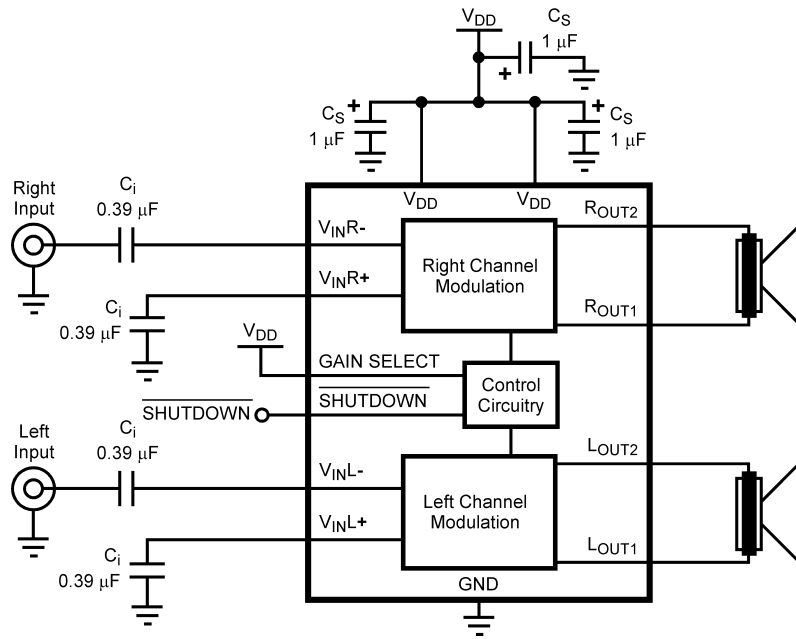 VDD
CS
1 µF
+
CS
+
1 µF
+
CS
1 µF
VDD
VDD
Right
Input
Ci
0.39 µF
VINR-
ROUT2
Right Channel
Modulation
VINR+
Ci
0.39 µF
ROUT1
VDD
GAIN SELECT
SHUTDOWN
SHUTDOWN
Control
Circuitry
Left
Input
Ci
0.39 µF
VINL-
LOUT2
Left Channel
Modulation
VINL+
Ci
0.39 µF
LOUT1
GND